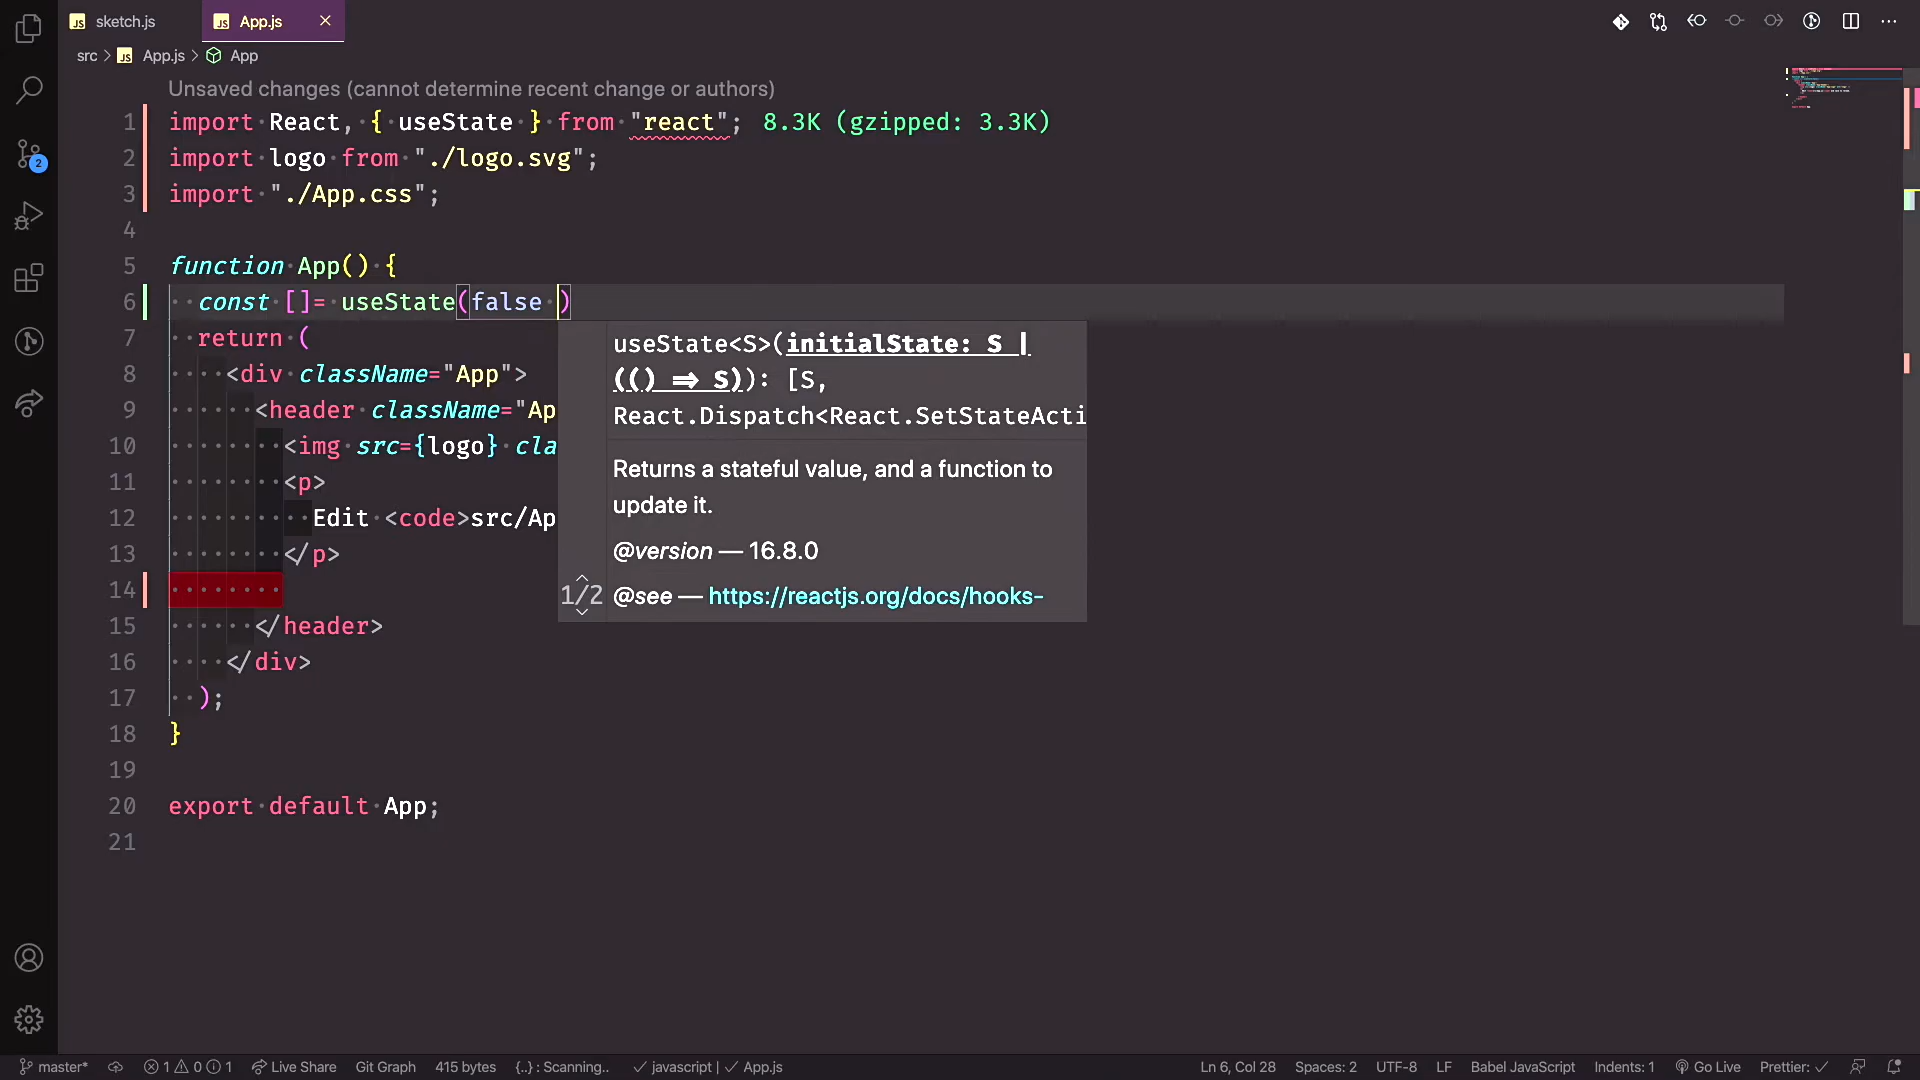 sketch.js
App.js
src > App.js > App
Unsaved changes (cannot determine recent change or authors)
1 import React, { useState } from "react"; 8.3K (gzipped: 3.3K)
2 import logo from "./logo.svg";
3 import "./App.css";
4
5 function App() {
6 const []= useState(false )
7 return (
8 <div className="App">
9 <header className="Ap
10 <img src={logo} cla
11 <p>
12 Edit <code>src/Ap
13 </p>
14
15 </header>
16 </div>
17 );
18 }
19
20 export default App;
21
useState<S>(initialState: S |
(() => S)): [S,
React.Dispatch<React.SetStateActi
Returns a stateful value, and a function to
update it.
@version — 16.8.0
1/2 @see — https://reactjs.org/docs/hooks-
2
master* 1 0 1 Live Share Git Graph 415 bytes {..} : Scanning.. ✓ javascript | ✓ App.js Ln 6, Col 28 Spaces: 2 UTF-8 LF Babel JavaScript Indents: 1 Go Live Prettier: ✓